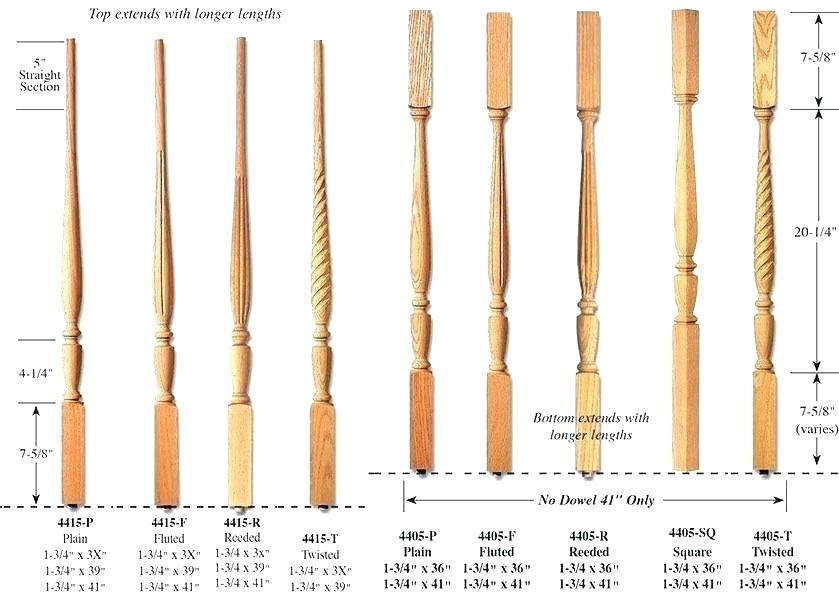 Top extends with longer lengths
5"
Straight
Section
4-1/4"
7-5/8"
7-5/8"
20-1/4"
7-5/8"
(varies)
Bottom extends with
longer lengths
No Dowel 41" Only
4415-P
Plain
1-3/4" x 3X"
1-3/4" x 39"
1-3/4" x 41"
4415-F
Fluted
1-3/4" x 3X"
1-3/4" x 39"
1-3/4" x 41"
4415-R
Reeded
1-3/4 x 3x"
1-3/4 x 39"
1-3/4 x 41"
4415-T
Twisted
1-3/4" x 3X"
1-3/4" x 39"
4405-P
Plain
1-3/4" x 36"
1-3/4" x 41"
4405-F
Fluted
1-3/4" x 36"
1-3/4" x 41"
4405-R
Reeded
1-3/4 x 36"
1-3/4 x 41"
4405-SQ
Square
1-3/4 x 36"
1-3/4 x 41"
4405-T
Twisted
1-3/4" x 36"
1-3/4" x 41"